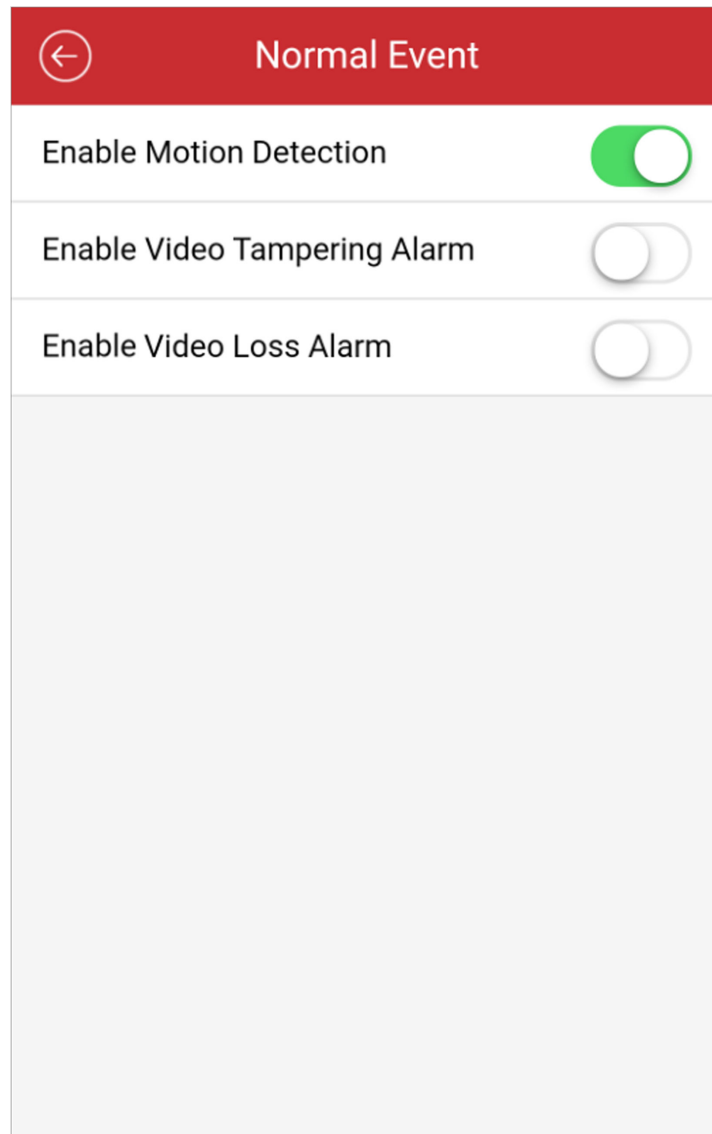 Normal Event
Enable Motion Detection
Enable Video Tampering Alarm
Enable Video Loss Alarm